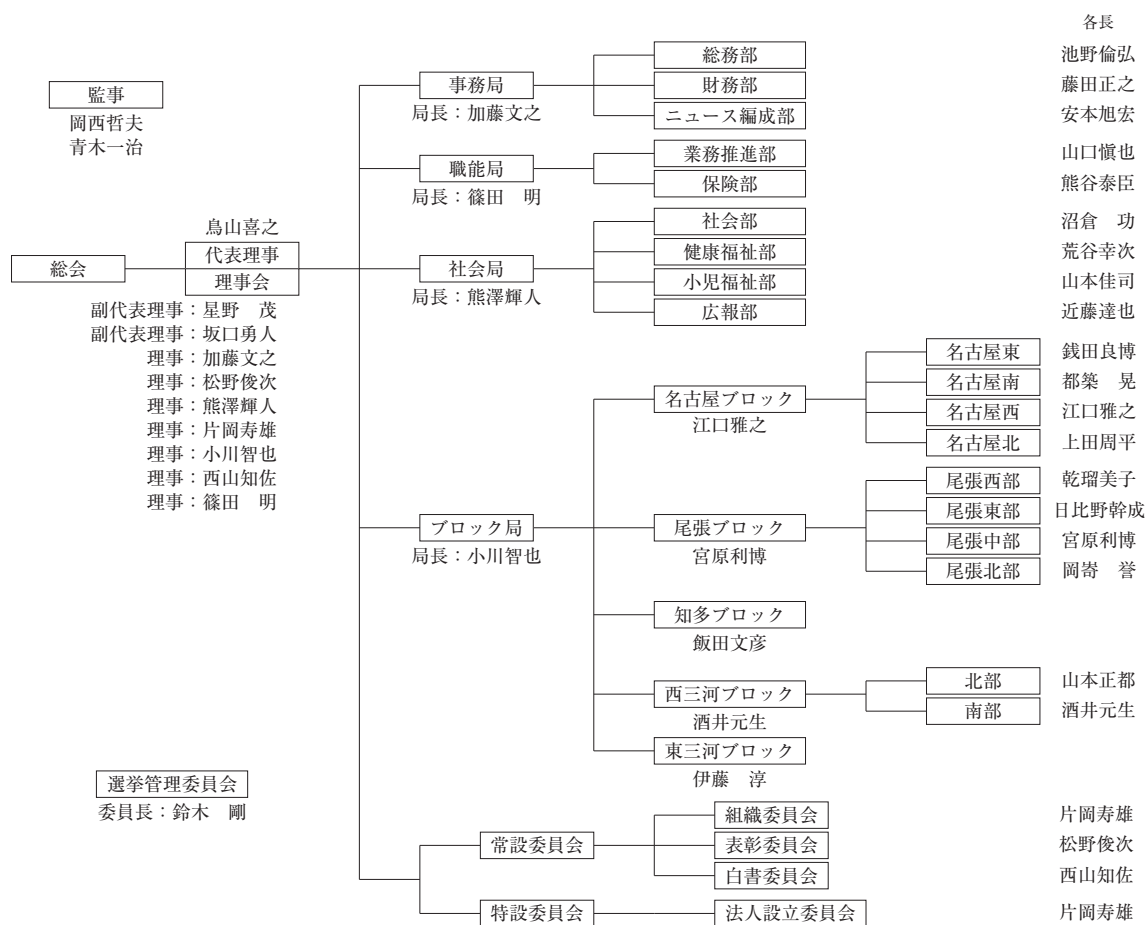 各長
監事
岡西哲夫
青木一治
総会
鳥山喜之
代表理事
理事会
副代表理事：星野　茂
副代表理事：坂口勇人
理事：加藤文之
理事：松野俊次
理事：熊澤輝人
理事：片岡寿雄
理事：小川智也
理事：西山知佐
理事：篠田　明
選挙管理委員会
委員長：鈴木　剛
事務局
局長：加藤文之
総務部　池野倫弘
財務部　藤田正之
ニュース編成部　安本旭宏
職能局
局長：篠田　明
業務推進部　山口愼也
保険部　熊谷泰臣
社会局
局長：熊澤輝人
社会部　沼倉　功
健康福祉部　荒谷幸次
小児福祉部　山本佳司
広報部　近藤達也
ブロック局
局長：小川智也
名古屋ブロック
江口雅之
名古屋東　銭田良博
名古屋南　都築　晃
名古屋西　江口雅之
名古屋北　上田周平
尾張ブロック
宮原利博
尾張西部　乾瑠美子
尾張東部　日比野幹成
尾張中部　宮原利博
尾張北部　岡寄　誉
知多ブロック
飯田文彦
西三河ブロック
酒井元生
北部　山本正都
南部　酒井元生
東三河ブロック
伊藤　淳
常設委員会
組織委員会　片岡寿雄
表彰委員会　松野俊次
白書委員会　西山知佐
特設委員会
法人設立委員会　片岡寿雄